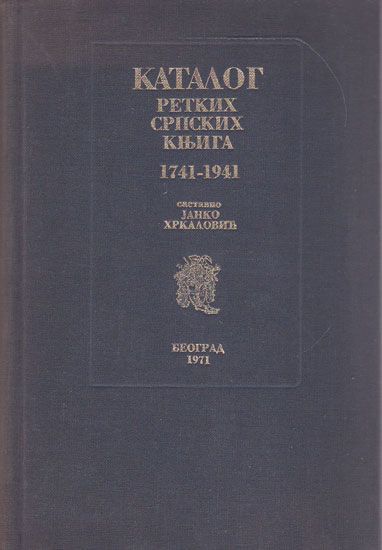 КАТАЛОГ
РЕТКИХ
СРПСКИХ
КЊИГА
1741-1941
саставио
ЈАНКО
ХРКАЛОВИЋ
БЕОГРАД
1971